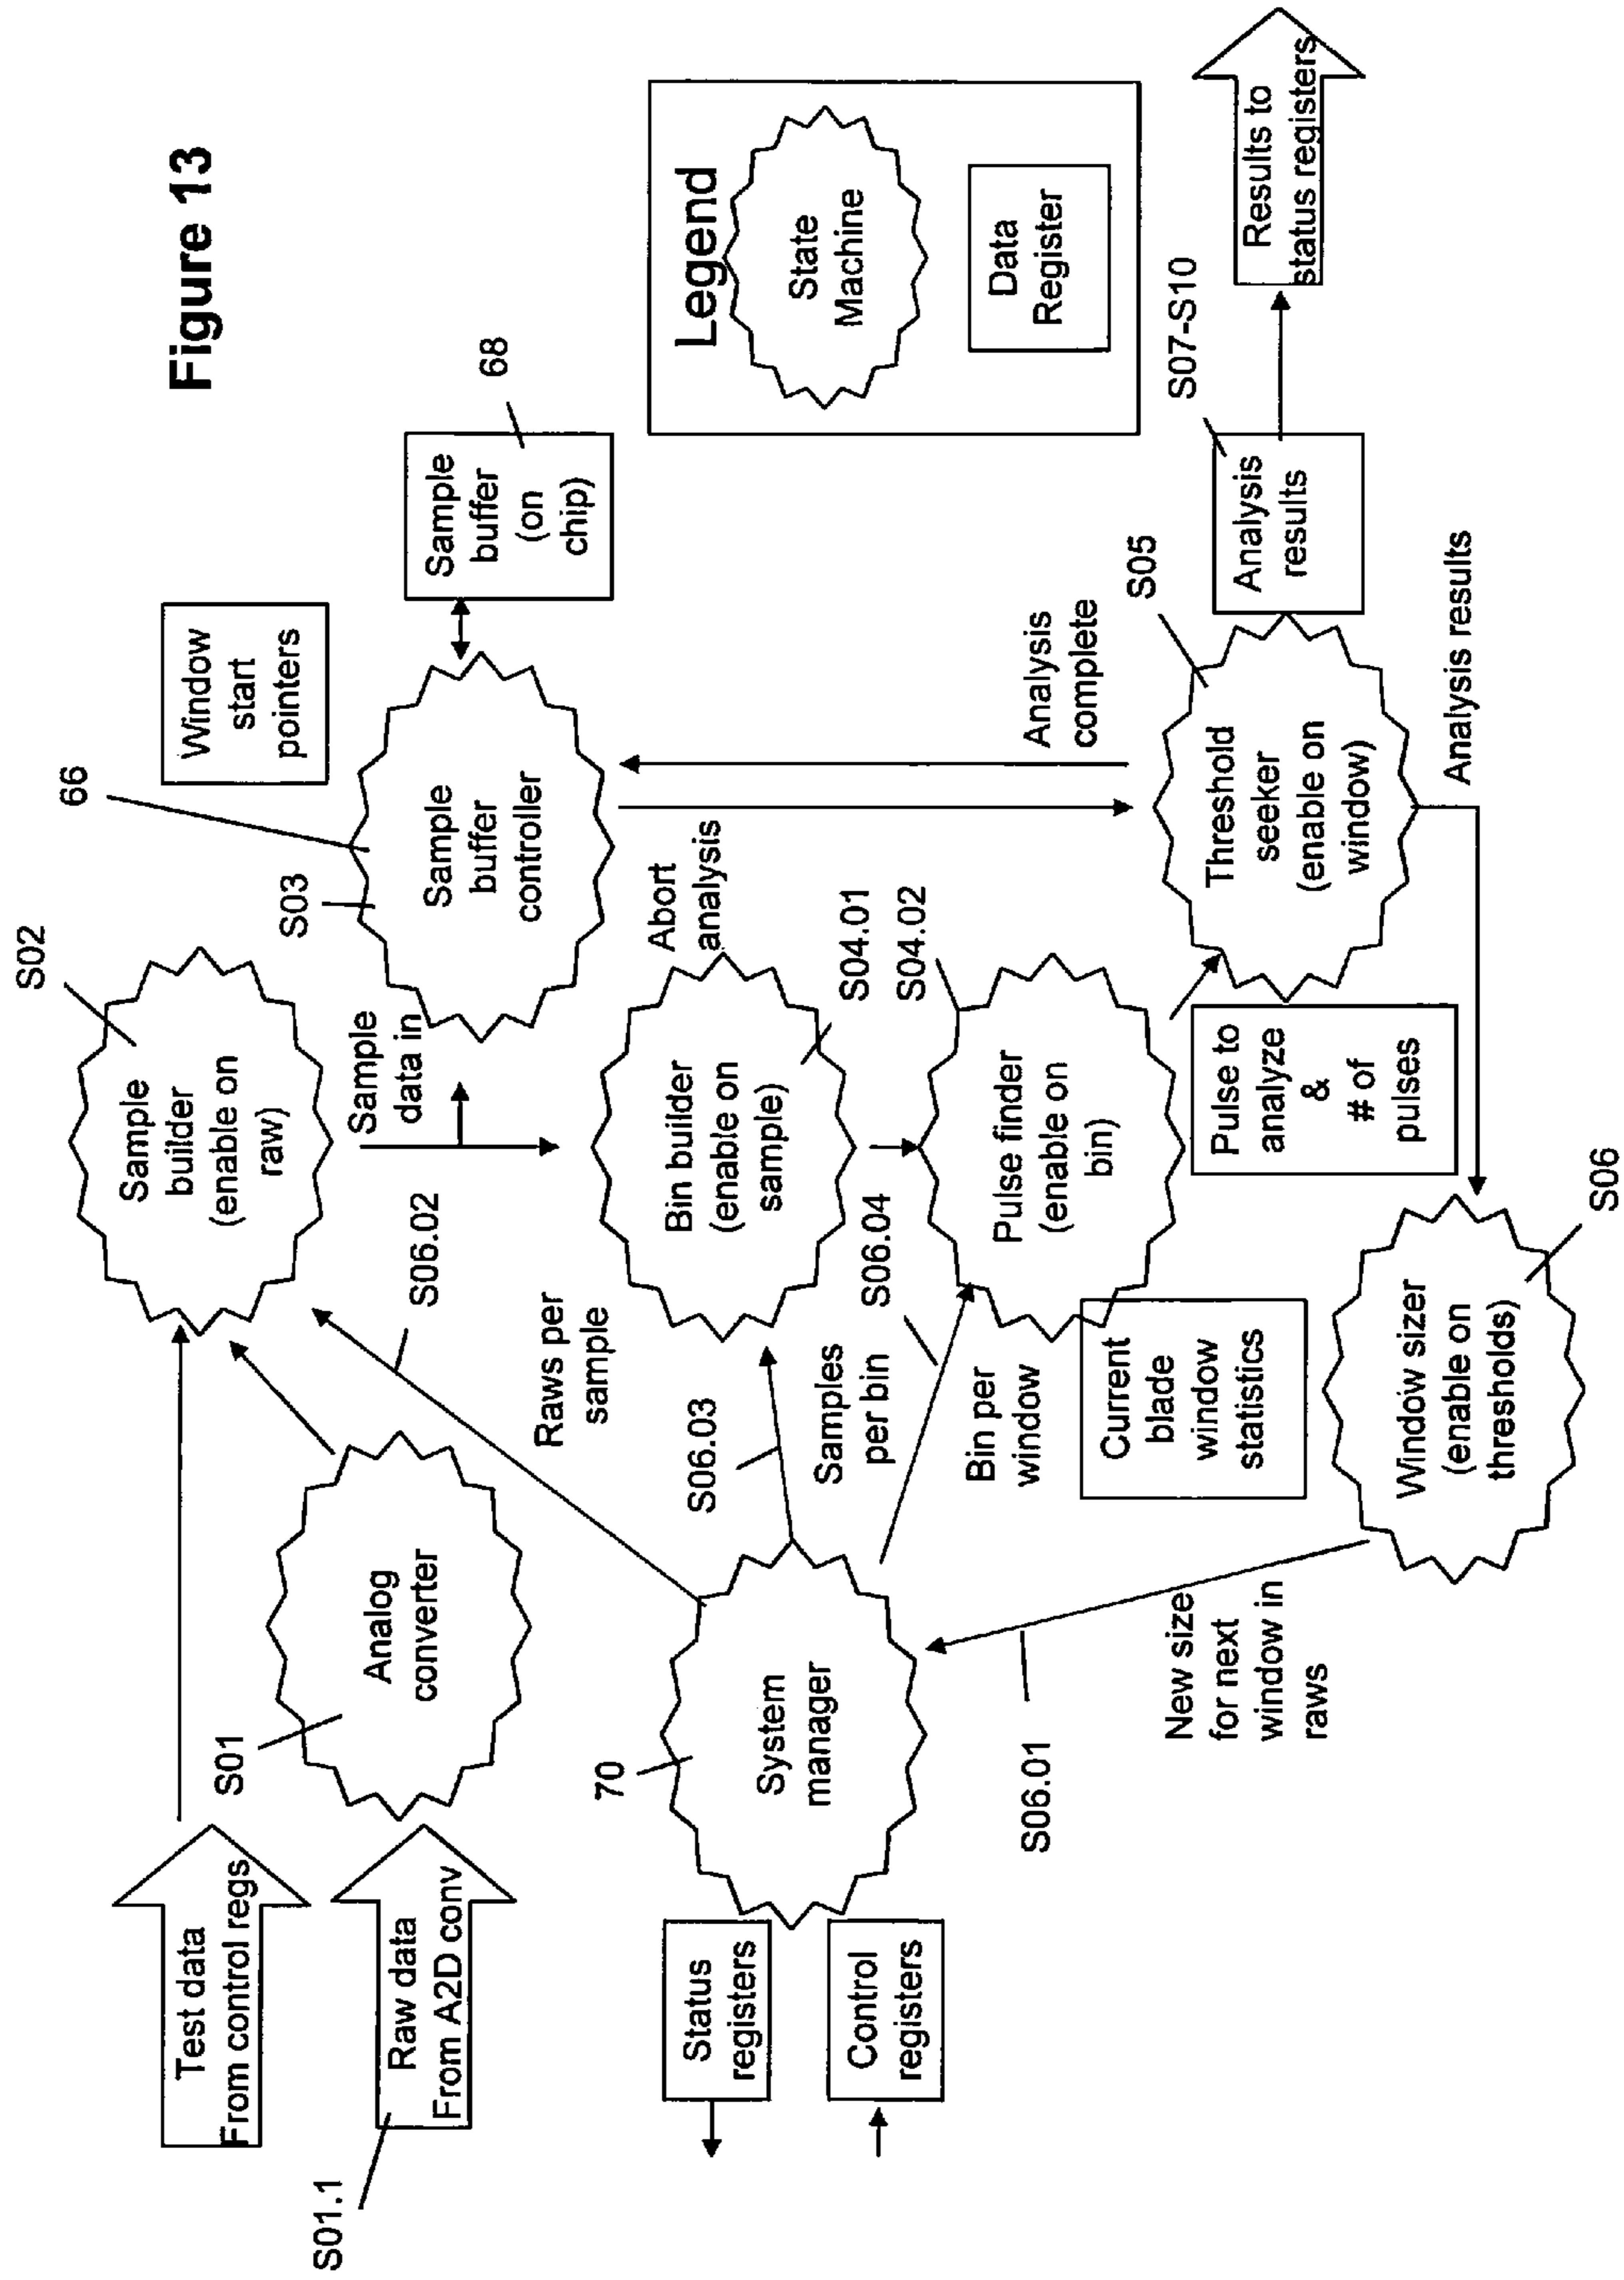 Figure 13
S02
Sample
builder
(enable on
raw)
66
Window
start
pointers
S03
Sample
buffer
controller
68
Sample
buffer
(on
chip)
Test data
From control regs
S01.1
Raw data
From A2D conv
S01
Analog
converter
S06.02
Raws per
sample
Sample
data in
Legend
State
Machine
Data
Register
Bin builder
(enable on
sample)
Abort
analysis
S04.01
S04.02
Analysis
complete
70
System
manager
Status
registers
Control
registers
S06.03
Samples
per bin
S06.04
Bin per
window
Pulse finder
(enable on
bin)
Current
blade
window
statistics
Pulse to
analyze
&
# of
pulses
S05
Threshold
seeker
(enable on
window)
S07-S10
Analysis
results
Results to
status registers
Analysis results
S06.01
New size
for next
window in
raws
Window sizer
(enable on
thresholds)
S06